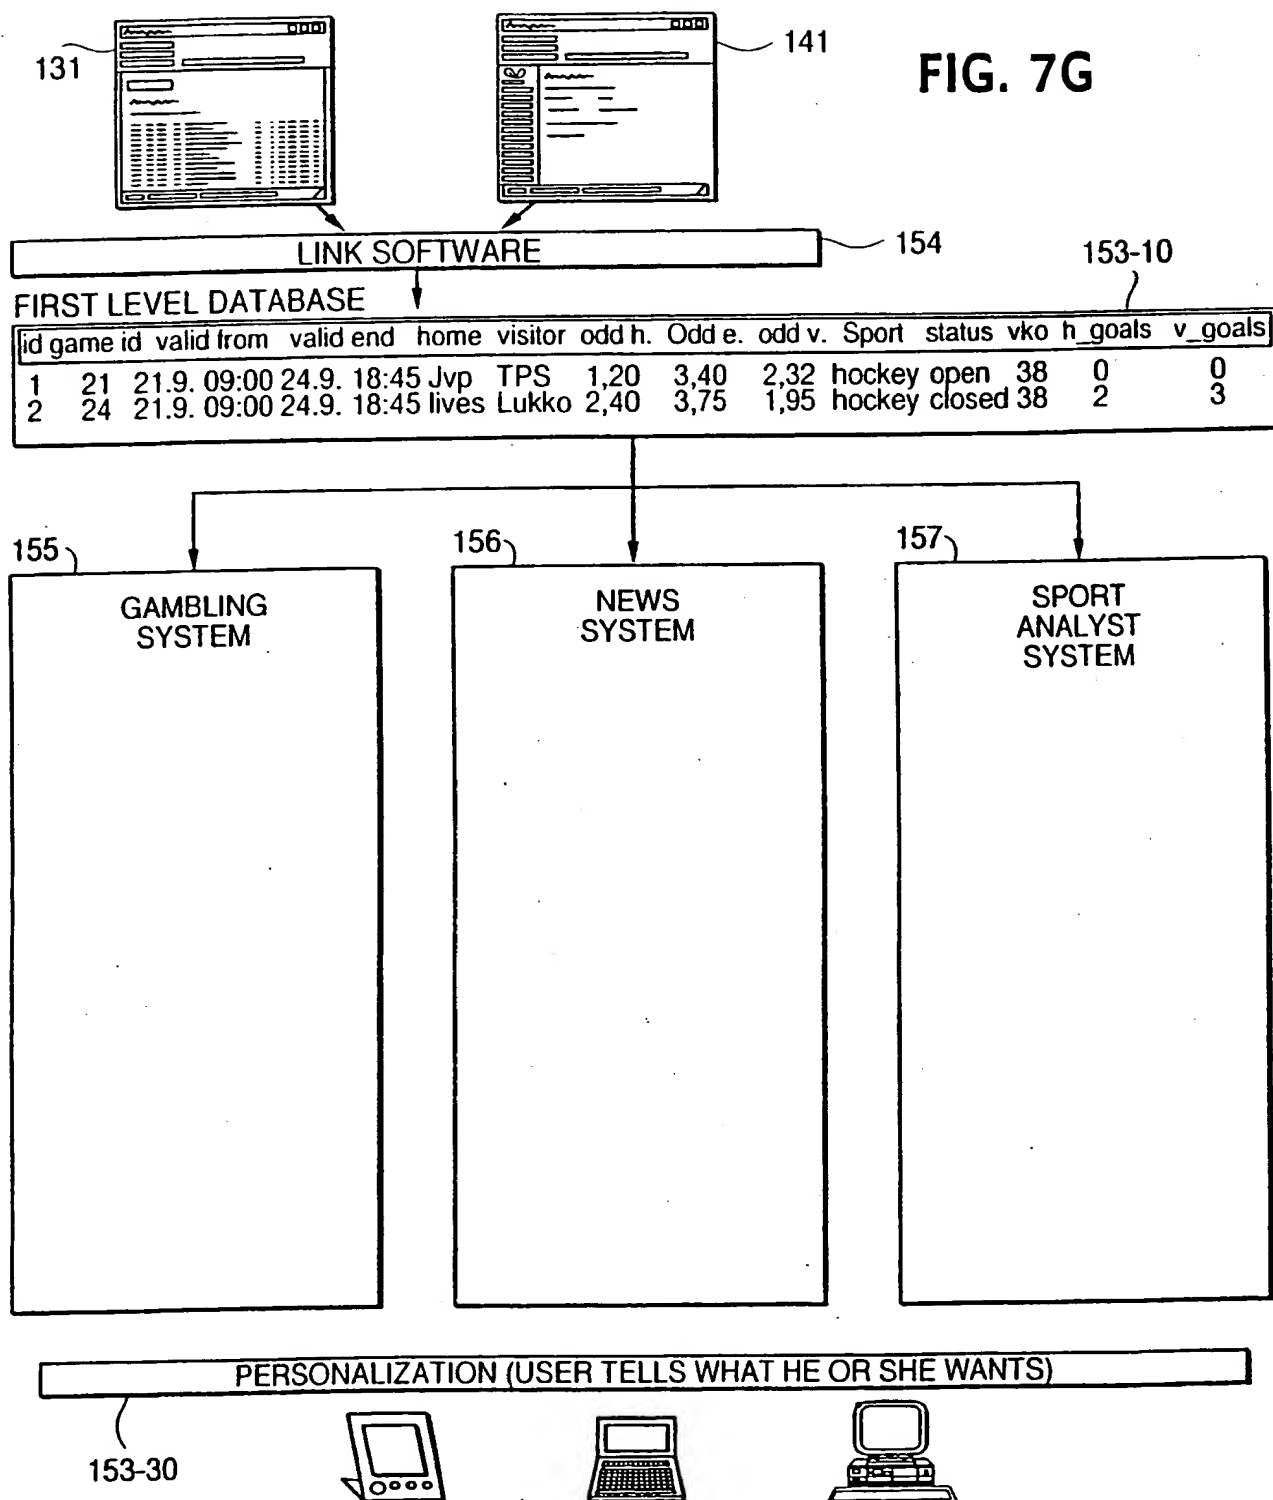 131
141
FIG. 7G
LINK SOFTWARE
154
153-10
FIRST LEVEL DATABASE
id game id valid from valid end home visitor odd h. Odd e. odd v. Sport status vko h_goals v_goals
1 21 21.9. 09:00 24.9. 18:45 Jvp TPS 1,20 3,40 2,32 hockey open 38 0 0
2 24 21.9. 09:00 24.9. 18:45 lives Lukko 2,40 3,75 1,95 hockey closed 38 2 3
155
156
157
GAMBLING
SYSTEM
NEWS
SYSTEM
SPORT
ANALYST
SYSTEM
PERSONALIZATION (USER TELLS WHAT HE OR SHE WANTS)
153-30